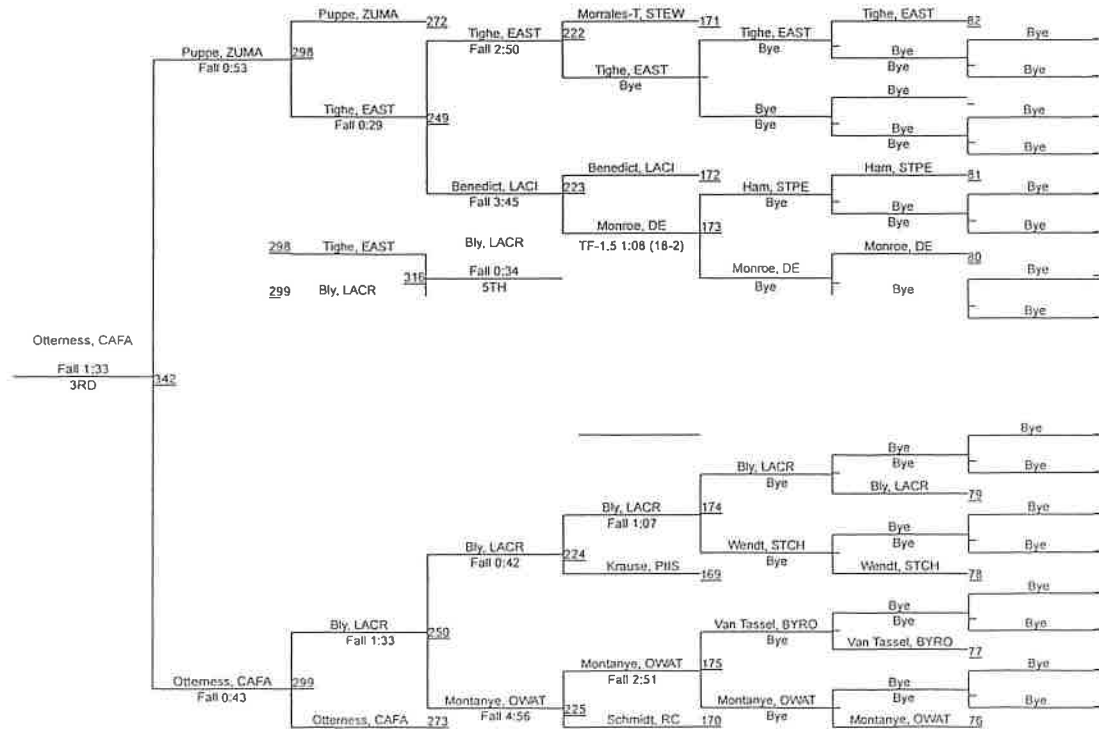 Puppe, ZUMA 272 Morrales-T, STEW 171 Tighe, EAST 82
Tighe, EAST 222 Tighe, EAST Bye
Puppe, ZUMA 298 Fall 2:50 Bye Bye
Fall 0:53 Tighe, EAST Bye Bye
Bye
Bye Bye
Tighe, EAST Bye Bye
Fall 0:29 249 Bye Bye
Bye Bye
Benedict, LACI 172 Ham, STPE 81
Benedict, LACI 223 Ham, STPE Bye
Fall 3:45 Bye Bye
Monroe, DE 173 Bye Bye
298 Tighe, EAST Bly, LACR TF-1.5 1:08 (18-2) Monroe, DE 80
316 Fall 0:34 Monroe, DE Bye
299 Bly, LACR 5TH Bye Bye
Bye
Otterness, CAFA
Fall 1:33 342
3RD
Bye
Bye
Bly, LACR Bye Bye
Bye Bly, LACR 79
Bly, LACR 174 Bye
Fall 1:07 Bye
Bly, LACR 224 Wendt, STCH Bye Bye
Fall 0:42 Krause, PIIS 169 Bye Wendt, STCH 78
Bye
Bye
Bly, LACR 250 Van Tassel, BYRO Bye Bye
Fall 1:33 Bye Van Tassel, BYRO 77
Montanye, OWAT 175 Bye
Otterness, CAFA 299 Fall 2:51 Bye
Fall 0:43 Montanye, OWAT 225 Montanye, OWAT Bye Bye
Otterness, CAFA 273 Fall 4:56 Schmidt, RC 170 Bye Montanye, OWAT 76